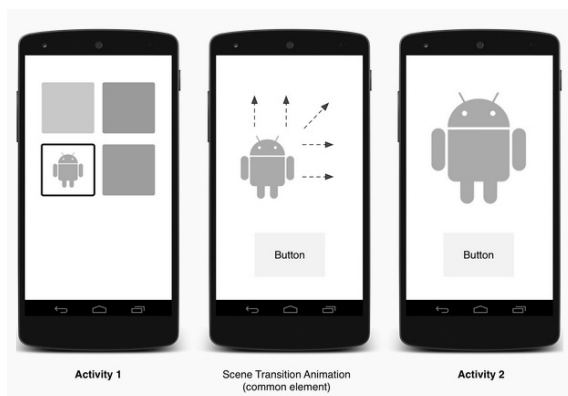 Button
Button
Activity 1
Scene Transition Animation
(common element)
Activity 2